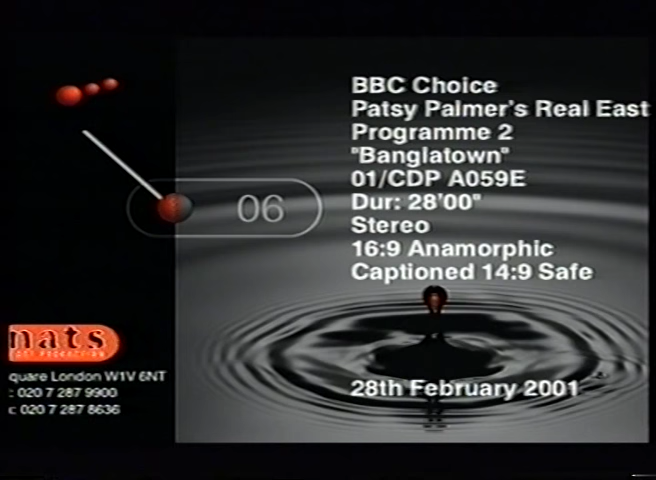 BBC Choice
Patsy Palmer's Real East
Programme 2
"Banglatown"
01/CDP A059E
Dur: 28'00"
Stereo
16:9 Anamorphic
Captioned 14:9 Safe
06
28th February 2001
nats
POST PRODUCTION
quare London W1V 6NT
: 020 7 287 9900
c 020 7 287 8636